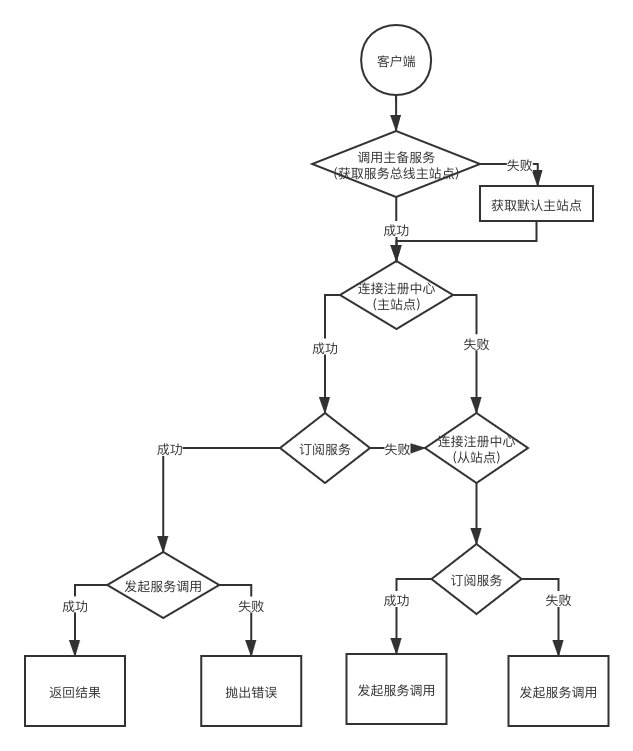 客户端
调用主备服务
(获取服务总线主站点)
失败
获取默认主站点
成功
连接注册中心
(主站点)
成功
失败
订阅服务
成功
失败
连接注册中心
(从站点)
发起服务调用
成功
失败
订阅服务
成功
失败
返回结果
抛出错误
发起服务调用
发起服务调用